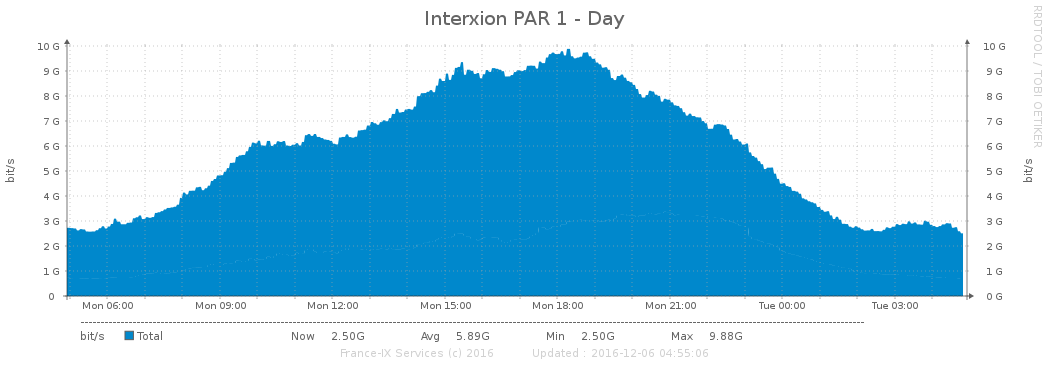 Interxion PAR 1 - Day
RRDTOOL / TOBI OETIKER
bit/s
bit/s
10 G 10 G
9 G 9 G
8 G 8 G
7 G 7 G
6 G 6 G
5 G 5 G
4 G 4 G
3 G 3 G
2 G 2 G
1 G 1 G
0 0 G
Mon 06:00 Mon 09:00 Mon 12:00 Mon 15:00 Mon 18:00 Mon 21:00 Tue 00:00 Tue 03:00
bit/s Total Now 2.50G Avg 5.89G Min 2.50G Max 9.88G
France-IX Services (c) 2016 Updated : 2016-12-06 04:55:06